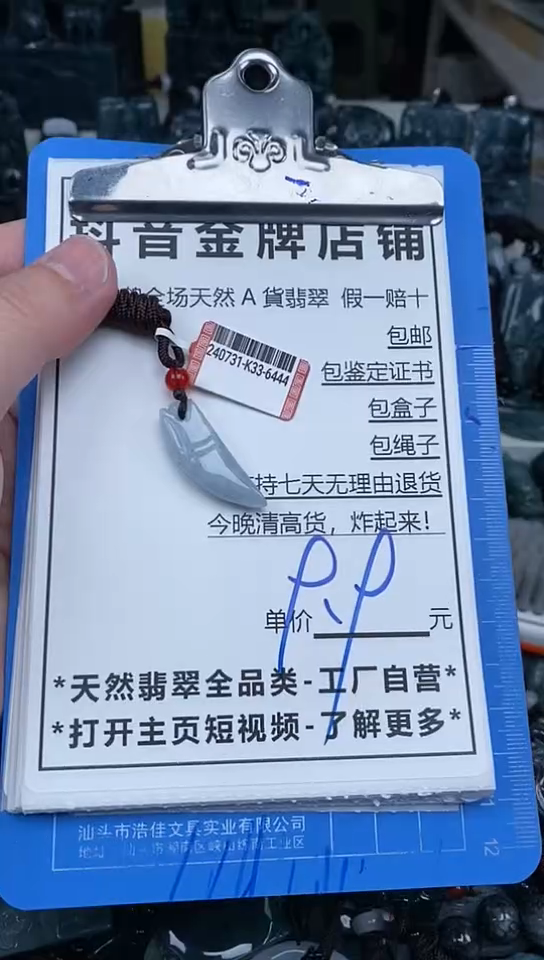 抖音金牌店铺
全场天然A貨翡翠 假一赔十
包邮
240731-K33-6444
包鉴定证书
包盒子
包绳子
持七天无理由退货
今晚清高货，炸起来！
单价 9.9 元
*天然翡翠全品类-工厂自营*
*打开主页短视频-了解更多*
汕头市浩佳文具实业有限公司
12